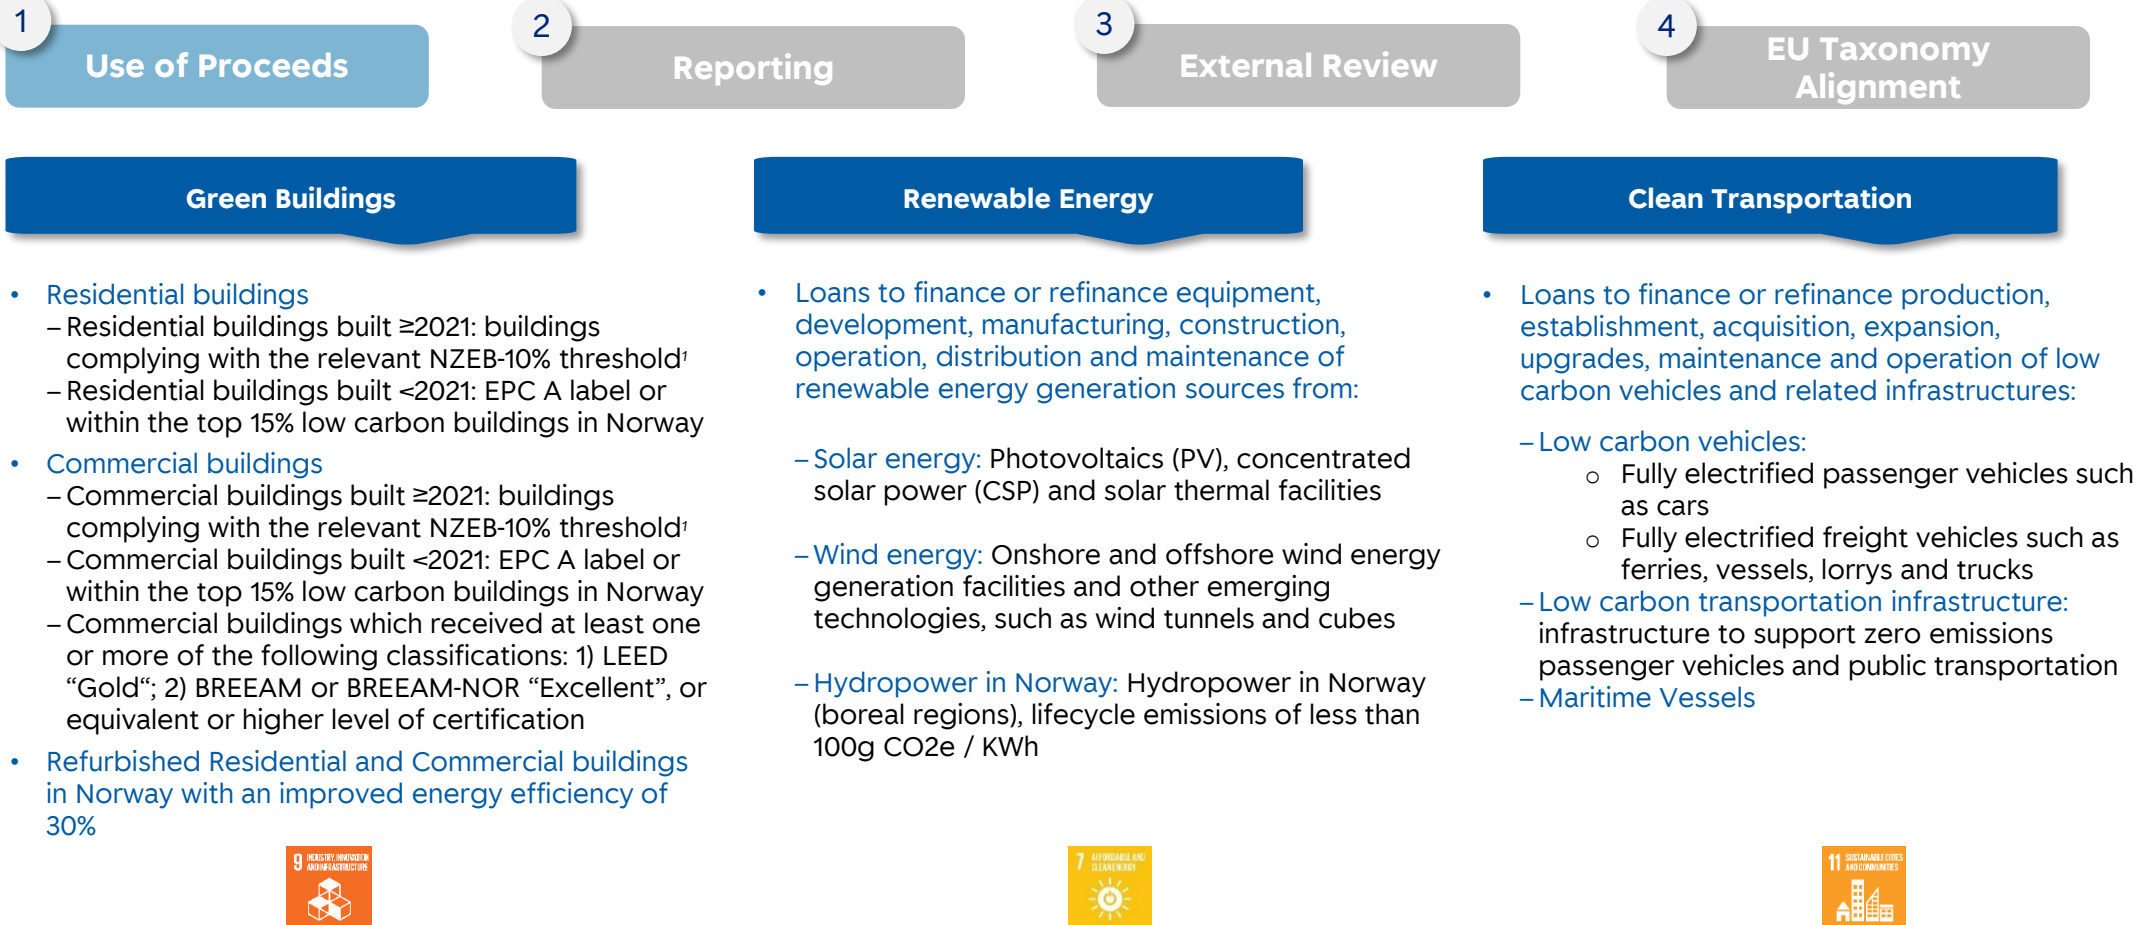 1
Use of Proceeds
2
Reporting
3
External Review
4
EU Taxonomy
Alignment
Green Buildings
• Residential buildings
– Residential buildings built ≥2021: buildings
complying with the relevant NZEB-10% threshold¹
– Residential buildings built <2021: EPC A label or
within the top 15% low carbon buildings in Norway
• Commercial buildings
– Commercial buildings built ≥2021: buildings
complying with the relevant NZEB-10% threshold¹
– Commercial buildings built <2021: EPC A label or
within the top 15% low carbon buildings in Norway
– Commercial buildings which received at least one
or more of the following classifications: 1) LEED
“Gold“; 2) BREEAM or BREEAM-NOR “Excellent”, or
equivalent or higher level of certification
• Refurbished Residential and Commercial buildings
in Norway with an improved energy efficiency of
30%
9 INDUSTRY, INNOVATION
AND INFRASTRUCTURE
Renewable Energy
• Loans to finance or refinance equipment,
development, manufacturing, construction,
operation, distribution and maintenance of
renewable energy generation sources from:
– Solar energy: Photovoltaics (PV), concentrated
solar power (CSP) and solar thermal facilities
– Wind energy: Onshore and offshore wind energy
generation facilities and other emerging
technologies, such as wind tunnels and cubes
– Hydropower in Norway: Hydropower in Norway
(boreal regions), lifecycle emissions of less than
100g CO2e / KWh
7 AFFORDABLE AND
CLEAN ENERGY
Clean Transportation
• Loans to finance or refinance production,
establishment, acquisition, expansion,
upgrades, maintenance and operation of low
carbon vehicles and related infrastructures:
– Low carbon vehicles:
o Fully electrified passenger vehicles such
as cars
o Fully electrified freight vehicles such as
ferries, vessels, lorrys and trucks
– Low carbon transportation infrastructure:
infrastructure to support zero emissions
passenger vehicles and public transportation
– Maritime Vessels
11 SUSTAINABLE CITIES
AND COMMUNITIES